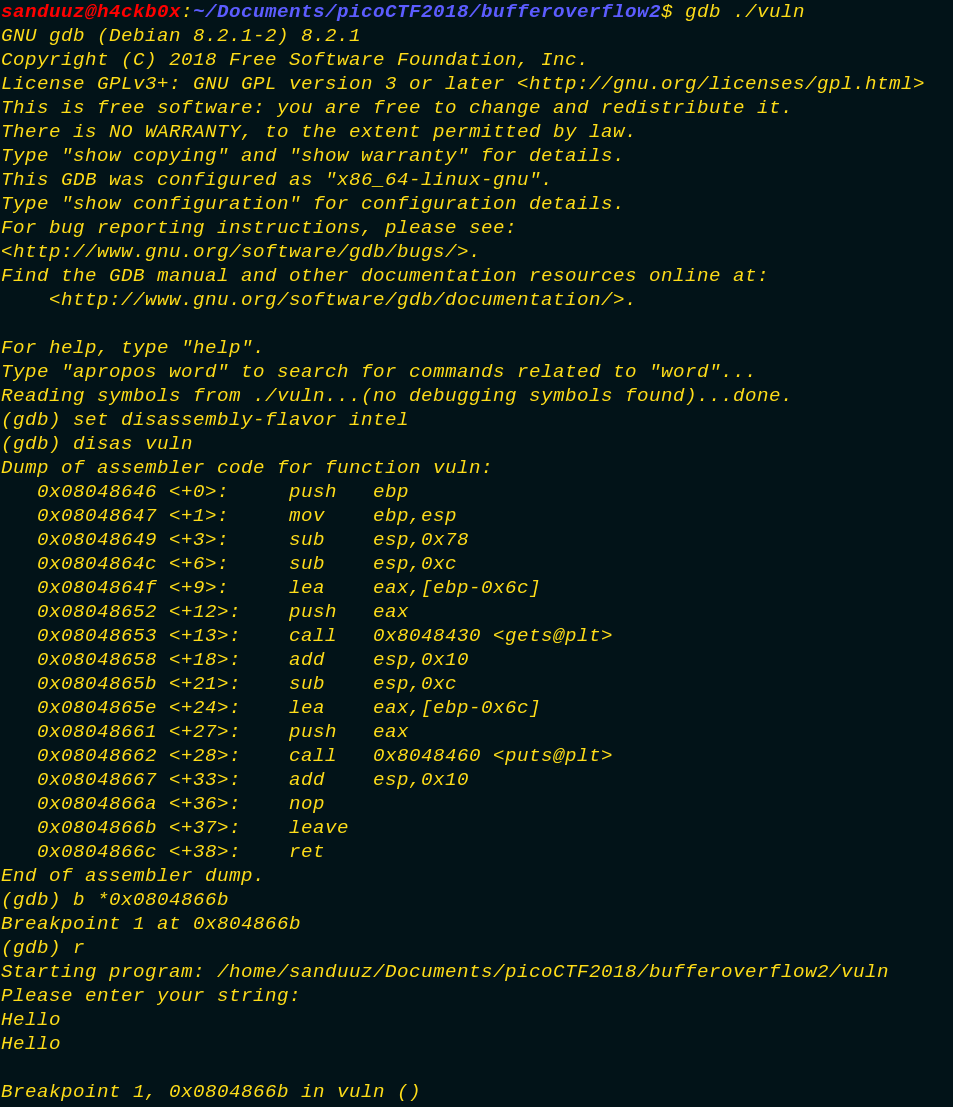 sanduuz@h4ckb0x:~/Documents/picoCTF2018/bufferoverflow2$ gdb ./vuln
GNU gdb (Debian 8.2.1-2) 8.2.1
Copyright (C) 2018 Free Software Foundation, Inc.
License GPLv3+: GNU GPL version 3 or later <http://gnu.org/licenses/gpl.html>
This is free software: you are free to change and redistribute it.
There is NO WARRANTY, to the extent permitted by law.
Type "show copying" and "show warranty" for details.
This GDB was configured as "x86_64-linux-gnu".
Type "show configuration" for configuration details.
For bug reporting instructions, please see:
<http://www.gnu.org/software/gdb/bugs/>.
Find the GDB manual and other documentation resources online at:
    <http://www.gnu.org/software/gdb/documentation/>.

For help, type "help".
Type "apropos word" to search for commands related to "word"...
Reading symbols from ./vuln...(no debugging symbols found)...done.
(gdb) set disassembly-flavor intel
(gdb) disas vuln
Dump of assembler code for function vuln:
   0x08048646 <+0>:     push   ebp
   0x08048647 <+1>:     mov    ebp,esp
   0x08048649 <+3>:     sub    esp,0x78
   0x0804864c <+6>:     sub    esp,0xc
   0x0804864f <+9>:     lea    eax,[ebp-0x6c]
   0x08048652 <+12>:    push   eax
   0x08048653 <+13>:    call   0x8048430 <gets@plt>
   0x08048658 <+18>:    add    esp,0x10
   0x0804865b <+21>:    sub    esp,0xc
   0x0804865e <+24>:    lea    eax,[ebp-0x6c]
   0x08048661 <+27>:    push   eax
   0x08048662 <+28>:    call   0x8048460 <puts@plt>
   0x08048667 <+33>:    add    esp,0x10
   0x0804866a <+36>:    nop
   0x0804866b <+37>:    leave
   0x0804866c <+38>:    ret
End of assembler dump.
(gdb) b *0x0804866b
Breakpoint 1 at 0x804866b
(gdb) r
Starting program: /home/sanduuz/Documents/picoCTF2018/bufferoverflow2/vuln
Please enter your string:
Hello
Hello

Breakpoint 1, 0x0804866b in vuln ()